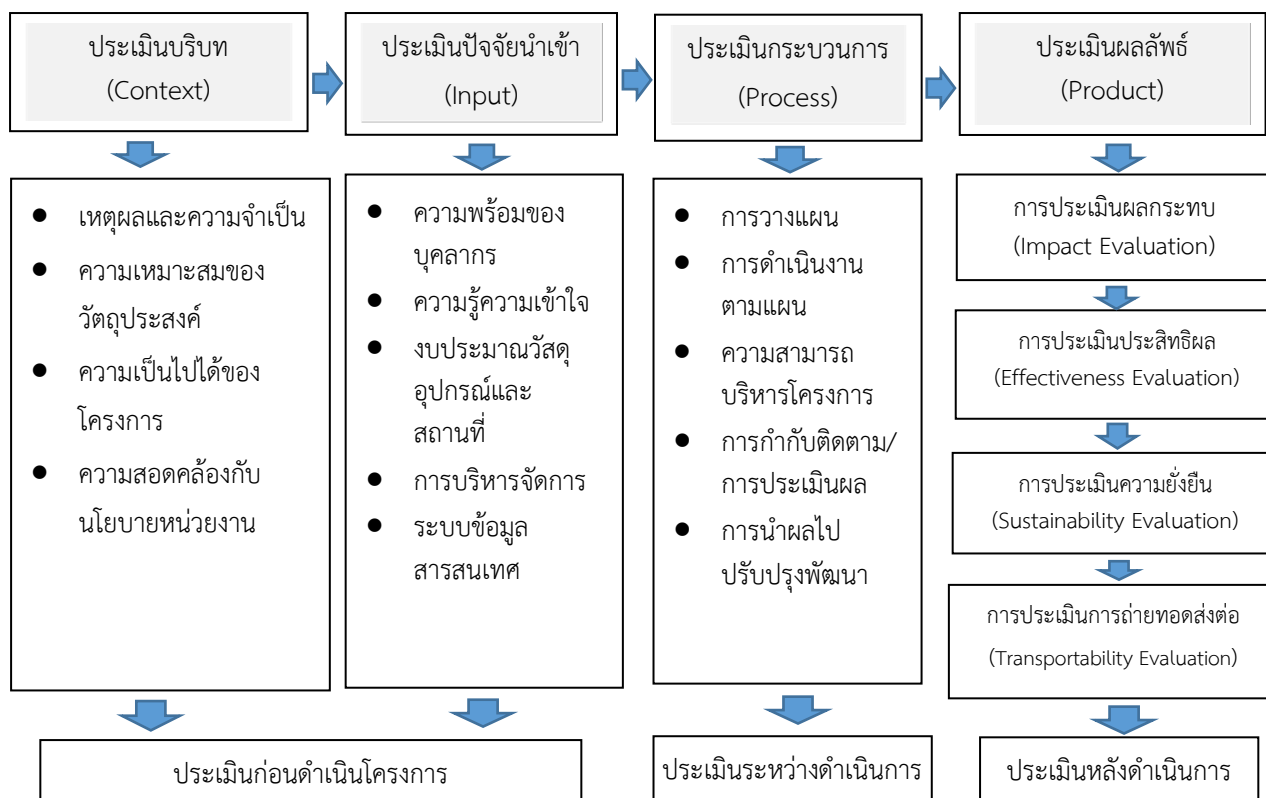 ประเมินบริบท
(Context)
ประเมินปัจจัยนำเข้า
(Input)
ประเมินกระบวนการ
(Process)
ประเมินผลลัพธ์
(Product)
● เหตุผลและความจำเป็น
● ความเหมาะสมของ
วัตถุประสงค์
● ความเป็นไปได้ของ
โครงการ
● ความสอดคล้องกับ
นโยบายหน่วยงาน
● ความพร้อมของ
บุคลากร
● ความรู้ความเข้าใจ
● งบประมาณวัสดุ
อุปกรณ์และ
สถานที่
● การบริหารจัดการ
● ระบบข้อมูล
สารสนเทศ
● การวางแผน
● การดำเนินงาน
ตามแผน
● ความสามารถ
บริหารโครงการ
● การกำกับติดตาม/
การประเมินผล
● การนำผลไป
ปรับปรุงพัฒนา
การประเมินผลกระทบ
(Impact Evaluation)
การประเมินประสิทธิผล
(Effectiveness Evaluation)
การประเมินความยั่งยืน
(Sustainability Evaluation)
การประเมินการถ่ายทอดส่งต่อ
(Transportability Evaluation)
ประเมินก่อนดำเนินโครงการ
ประเมินระหว่างดำเนินการ
ประเมินหลังดำเนินการ